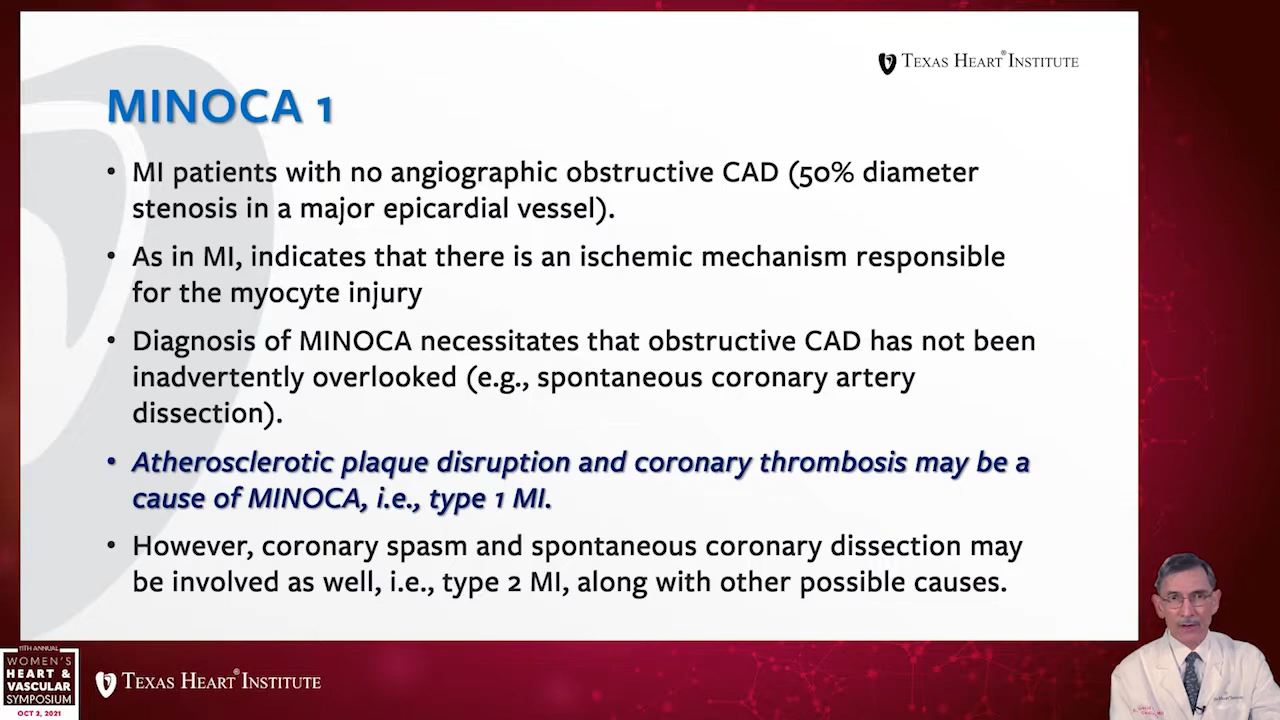 TEXAS HEART® INSTITUTE
MINOCA 1
• MI patients with no angiographic obstructive CAD (50% diameter
stenosis in a major epicardial vessel).
• As in MI, indicates that there is an ischemic mechanism responsible
for the myocyte injury
• Diagnosis of MINOCA necessitates that obstructive CAD has not been
inadvertently overlooked (e.g., spontaneous coronary artery
dissection).
• Atherosclerotic plaque disruption and coronary thrombosis may be a
cause of MINOCA, i.e., type 1 MI.
• However, coronary spasm and spontaneous coronary dissection may
be involved as well, i.e., type 2 MI, along with other possible causes.
11TH ANNUAL
WOMEN'S
HEART &
VASCULAR
SYMPOSIUM
OCT 2, 2021
TEXAS HEART® INSTITUTE